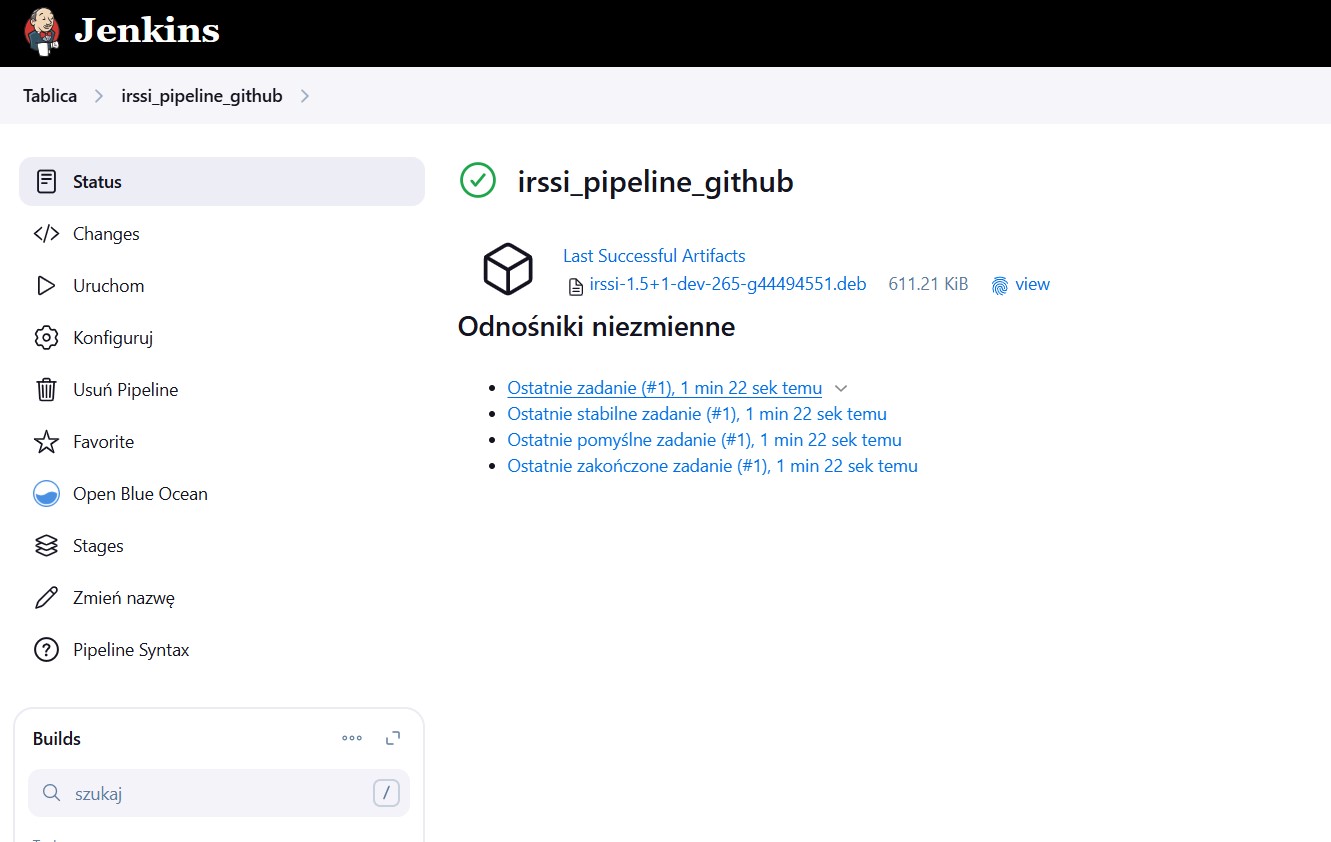 Jenkins
Tablica
irssi_pipeline_github
Status
Changes
Uruchom
Konfiguruj
Usuń Pipeline
Favorite
Open Blue Ocean
Stages
Zmień nazwę
Pipeline Syntax
Builds
szukaj /
irssi_pipeline_github
Last Successful Artifacts
irssi-1.5+1-dev-265-g44494551.deb 611.21 KiB view
Odnośniki niezmienne
Ostatnie zadanie (#1), 1 min 22 sek temu
Ostatnie stabilne zadanie (#1), 1 min 22 sek temu
Ostatnie pomyślne zadanie (#1), 1 min 22 sek temu
Ostatnie zakończone zadanie (#1), 1 min 22 sek temu